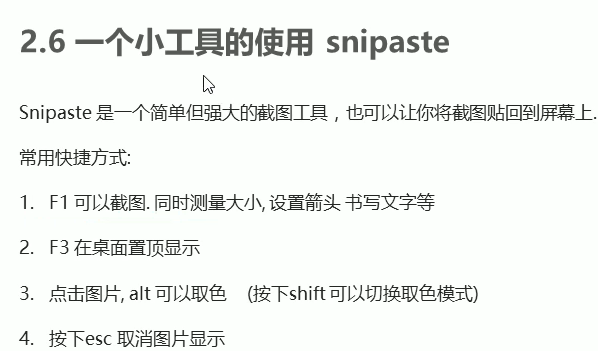 2.6 一个小工具的使用 snipaste
Snipaste 是一个简单但强大的截图工具，也可以让你将截图贴回到屏幕上.
常用快捷方式:
1. F1 可以截图. 同时测量大小, 设置箭头 书写文字等
2. F3 在桌面置顶显示
3. 点击图片, alt 可以取色 (按下shift 可以切换取色模式)
4. 按下esc 取消图片显示